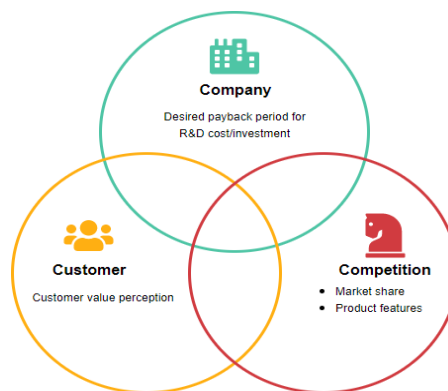 Company
Desired payback period for
R&D cost/investment
Customer
Customer value perception
Competition
• Market share
• Product features